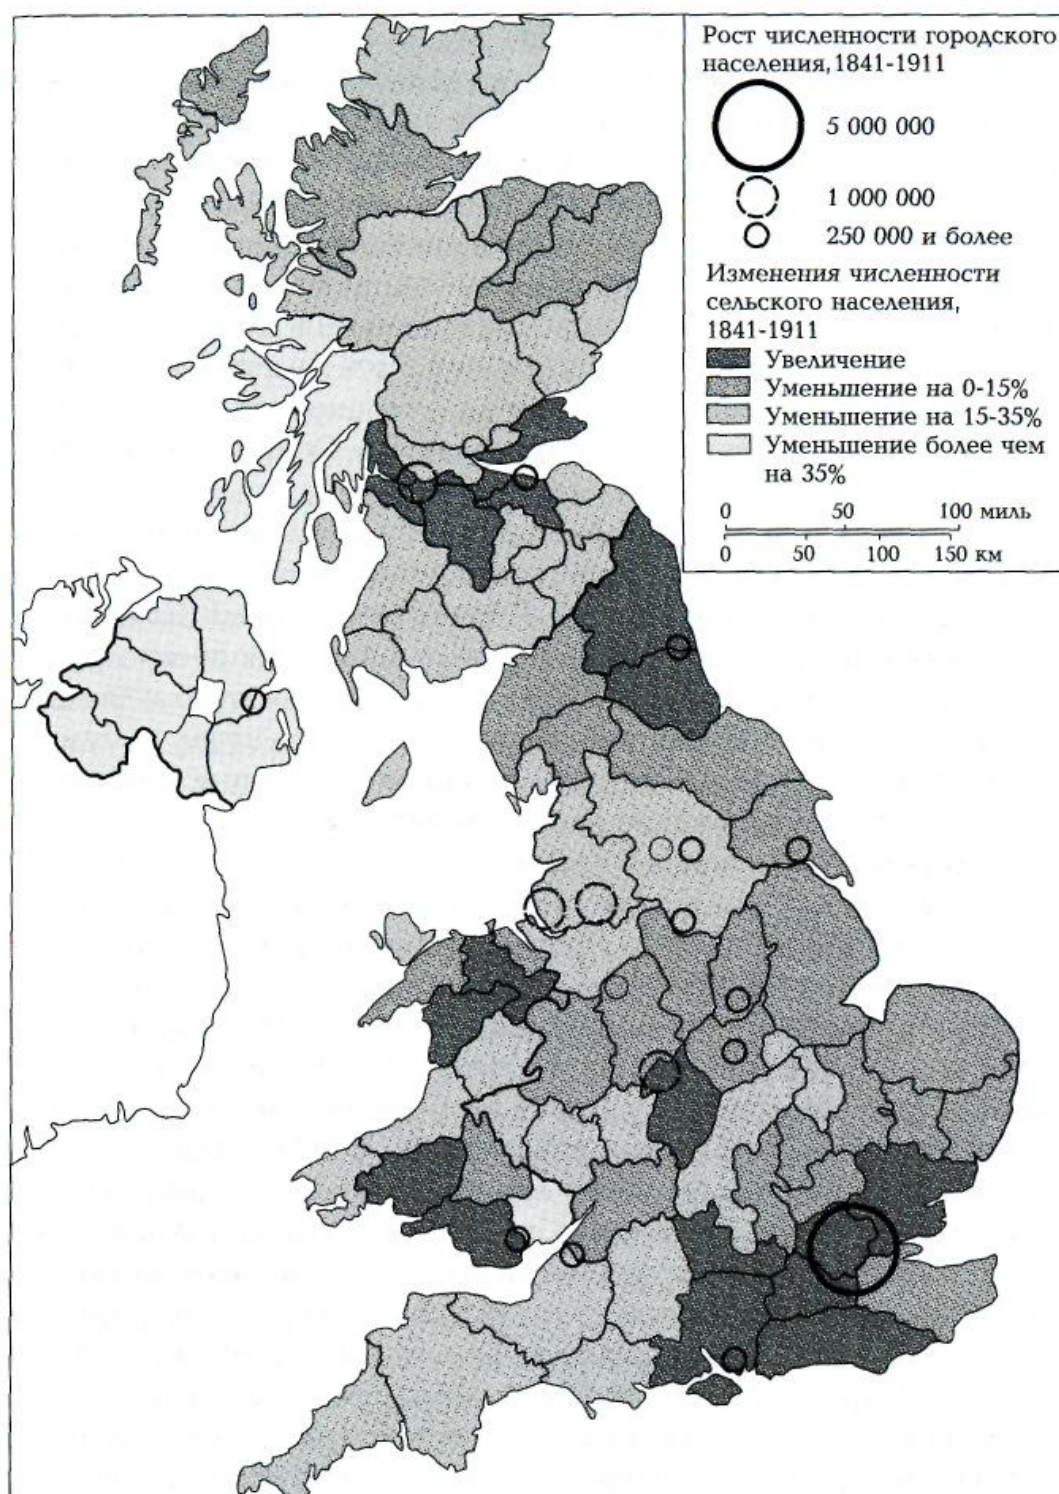 Рост численности городского
населения, 1841-1911
5 000 000
1 000 000
250 000 и более
Изменения численности
сельского населения,
1841-1911
Увеличение
Уменьшение на 0-15%
Уменьшение на 15-35%
Уменьшение более чем
на 35%
0 50 100 миль
0 50 100 150 км